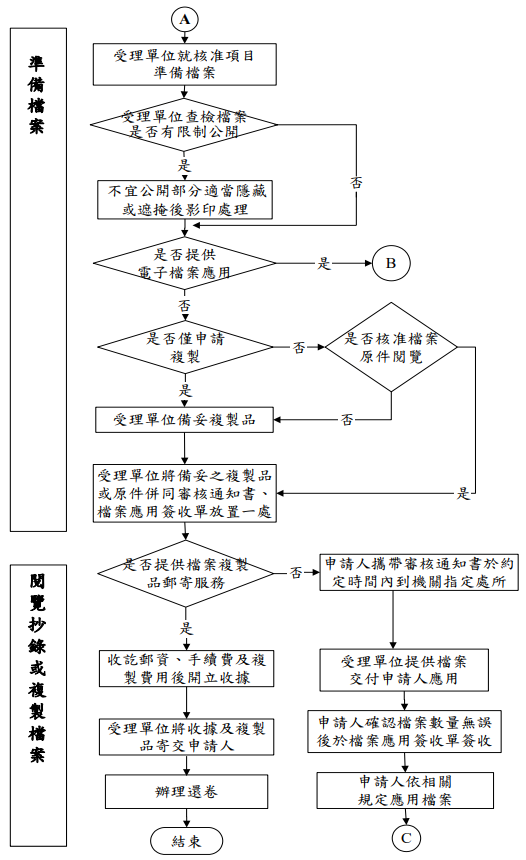 A
準備檔案
受理單位就核准項目
準備檔案
受理單位查檢檔案
是否有限制公開
是
否
不宜公開部分適當隱藏
或遮掩後影印處理
是否提供
電子檔案應用
是
B
否
是否僅申請
複製
否
是否核准檔案
原件閱覽
是
否
受理單位備妥複製品
受理單位將備妥之複製品
或原件併同審核通知書、
檔案應用簽收單放置一處
是
閱覽抄錄或複製檔案
是否提供檔案複製
品郵寄服務
否
申請人攜帶審核通知書於約
定時間內到機關指定處所
是
收訖郵資、手續費及複
製費用後開立收據
受理單位提供檔案
交付申請人應用
受理單位將收據及複製
品寄交申請人
申請人確認檔案數量無誤
後於檔案應用簽收單簽收
辦理還卷
申請人依相關
規定應用檔案
結束
C